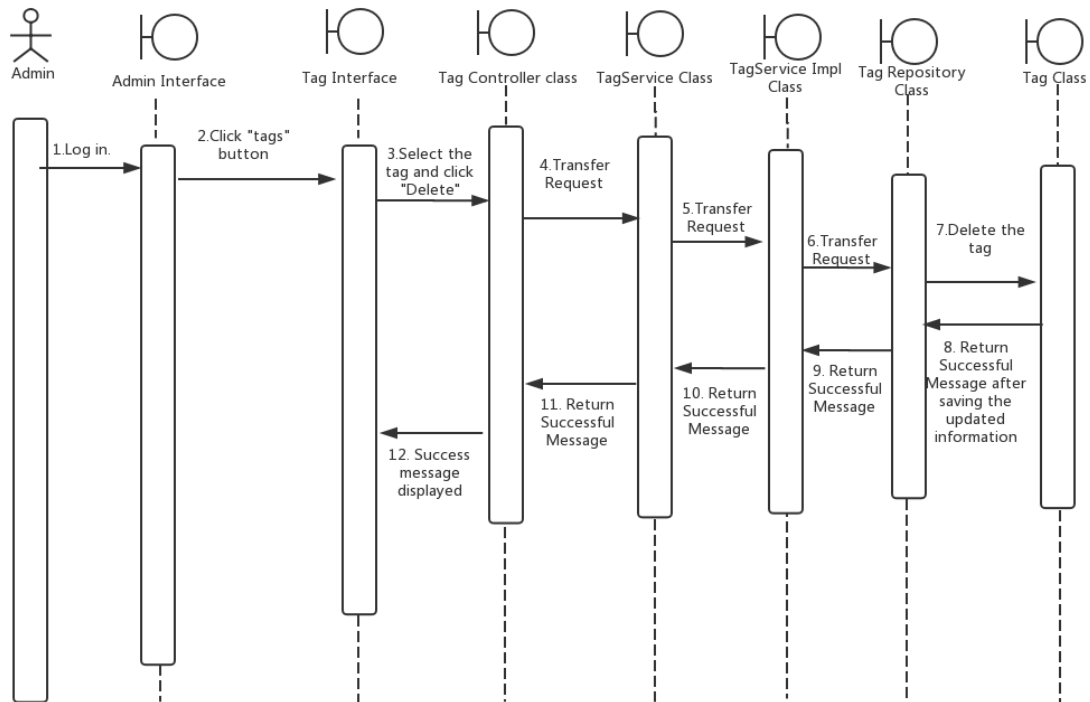 Admin
Admin Interface
Tag Interface
Tag Controller class
TagService Class
TagService Impl
Class
Tag Repository
Class
Tag Class
1.Log in.
2.Click "tags"
button
3.Select the
tag and click
"Delete"
4.Transfer
Request
5.Transfer
Request
6.Transfer
Request
7.Delete the
tag
8. Return
Successful
Message after
saving the
updated
information
9. Return
Successful
Message
10. Return
Successful
Message
11. Return
Successful
Message
12. Success
message
displayed